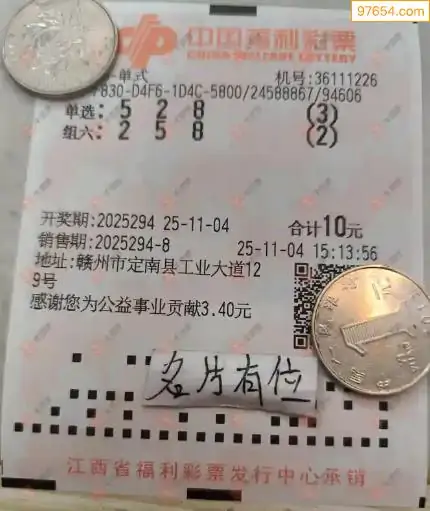 97654.com
中国福利彩票
CHINA WELFARE LOTTERY
单式 机号:36111226
7830-D4F6-1D4C-5800/24588867/94606
单选: 5 2 8 (3)
组六: 2 5 8 (2)
开奖期:2025294 25-11-04 合计10元
销售期:2025294-8 25-11-04 15:13:56
地址:赣州市定南县工业大道12
9号
感谢您为公益事业贡献3.40元
名片有位
江西省福利彩票发行中心承销